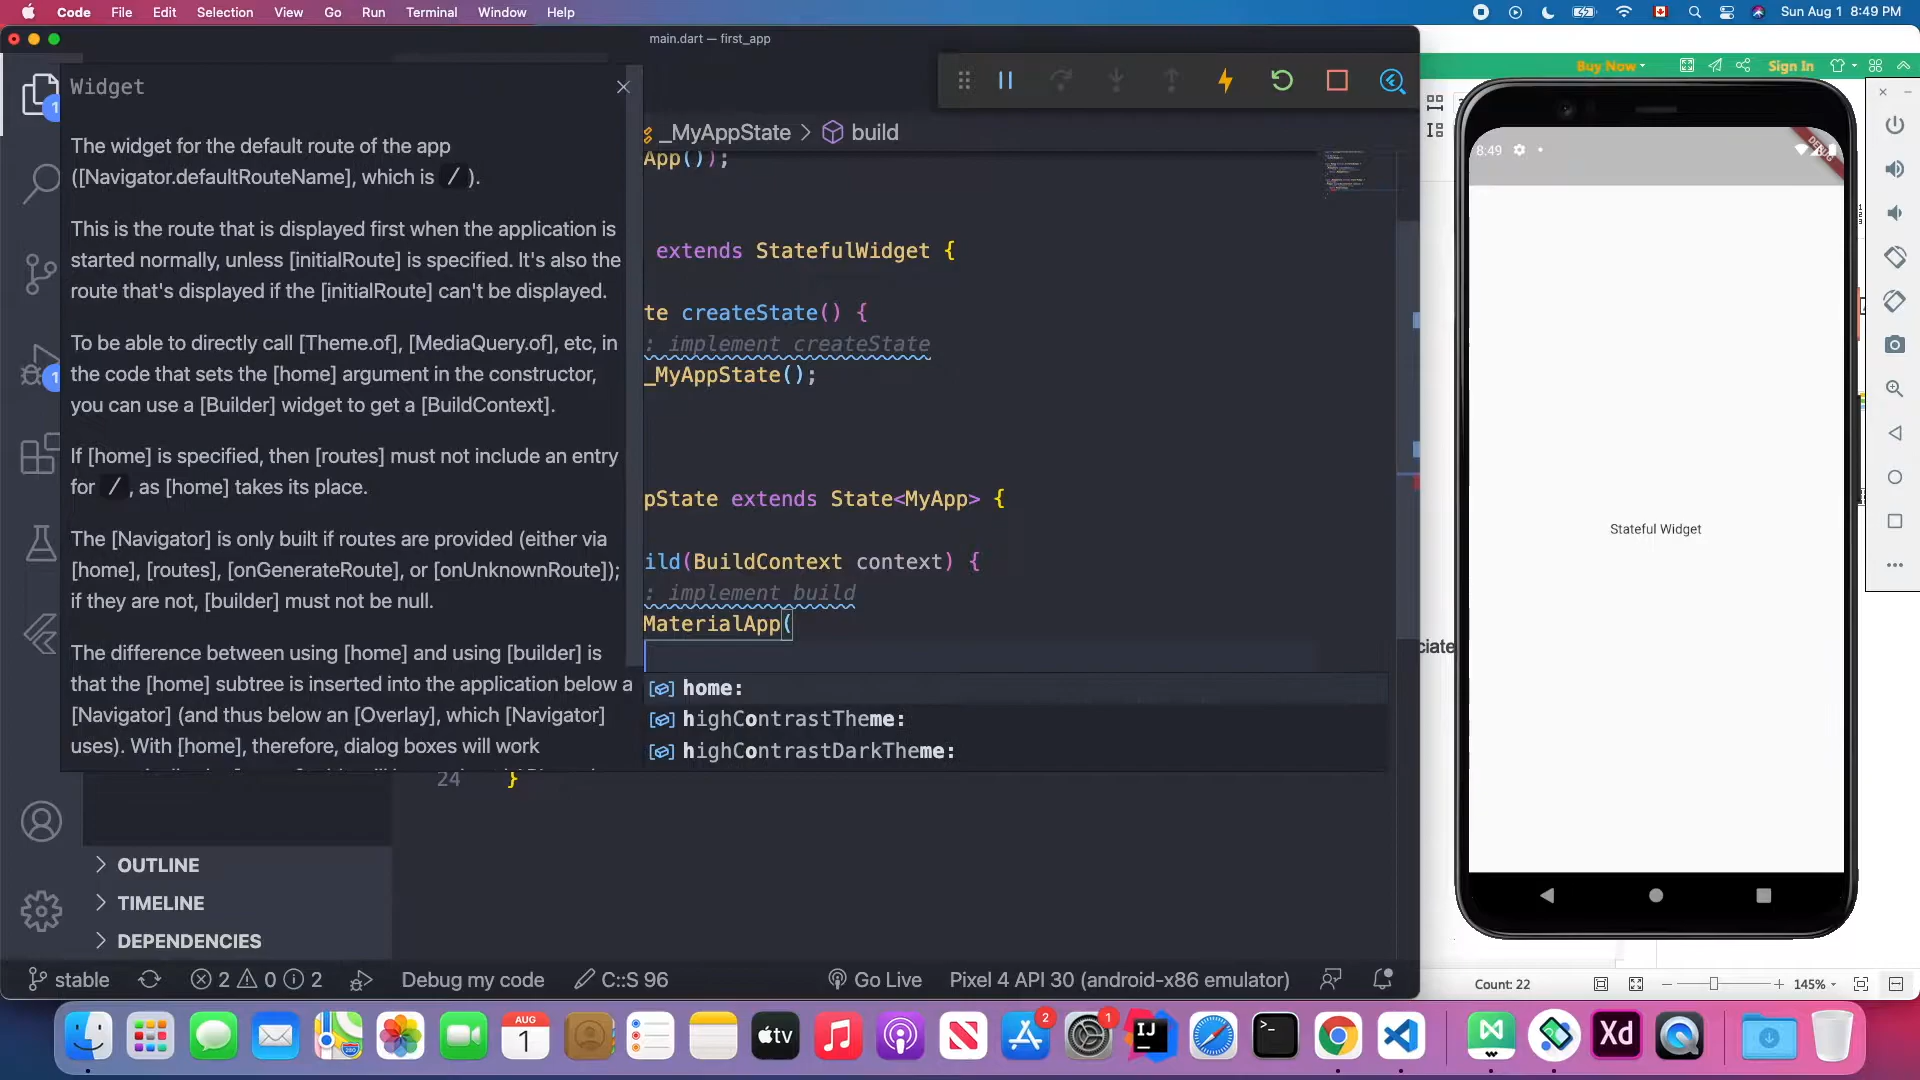 Code File Edit Selection View Go Run Terminal Window Help
Sun Aug 1 8:49 PM
main.dart — first_app
Buy Now Sign In
Widget
The widget for the default route of the app
([Navigator.defaultRouteName], which is / ).
This is the route that is displayed first when the application is
started normally, unless [initialRoute] is specified. It's also the
route that's displayed if the [initialRoute] can't be displayed.
To be able to directly call [Theme.of], [MediaQuery.of], etc, in
the code that sets the [home] argument in the constructor,
you can use a [Builder] widget to get a [BuildContext].
If [home] is specified, then [routes] must not include an entry
for / , as [home] takes its place.
The [Navigator] is only built if routes are provided (either via
[home], [routes], [onGenerateRoute], or [onUnknownRoute]);
if they are not, [builder] must not be null.
The difference between using [home] and using [builder] is
that the [home] subtree is inserted into the application below a
[Navigator] (and thus below an [Overlay], which [Navigator]
uses). With [home], therefore, dialog boxes will work
_MyAppState > build
App());
extends StatefulWidget {
te createState() {
: implement createState
_MyAppState();
pState extends State<MyApp> {
ild(BuildContext context) {
: implement build
MaterialApp(
home:
highContrastTheme:
highContrastDarkTheme:
24 }
1
1
OUTLINE
TIMELINE
DEPENDENCIES
stable 2 0 2 Debug my code C::S 96 Go Live Pixel 4 API 30 (android-x86 emulator)
8:49
DEBUG
Stateful Widget
ciate
Count: 22 145%
AUG
1
tv
2
1
IJ
Xd